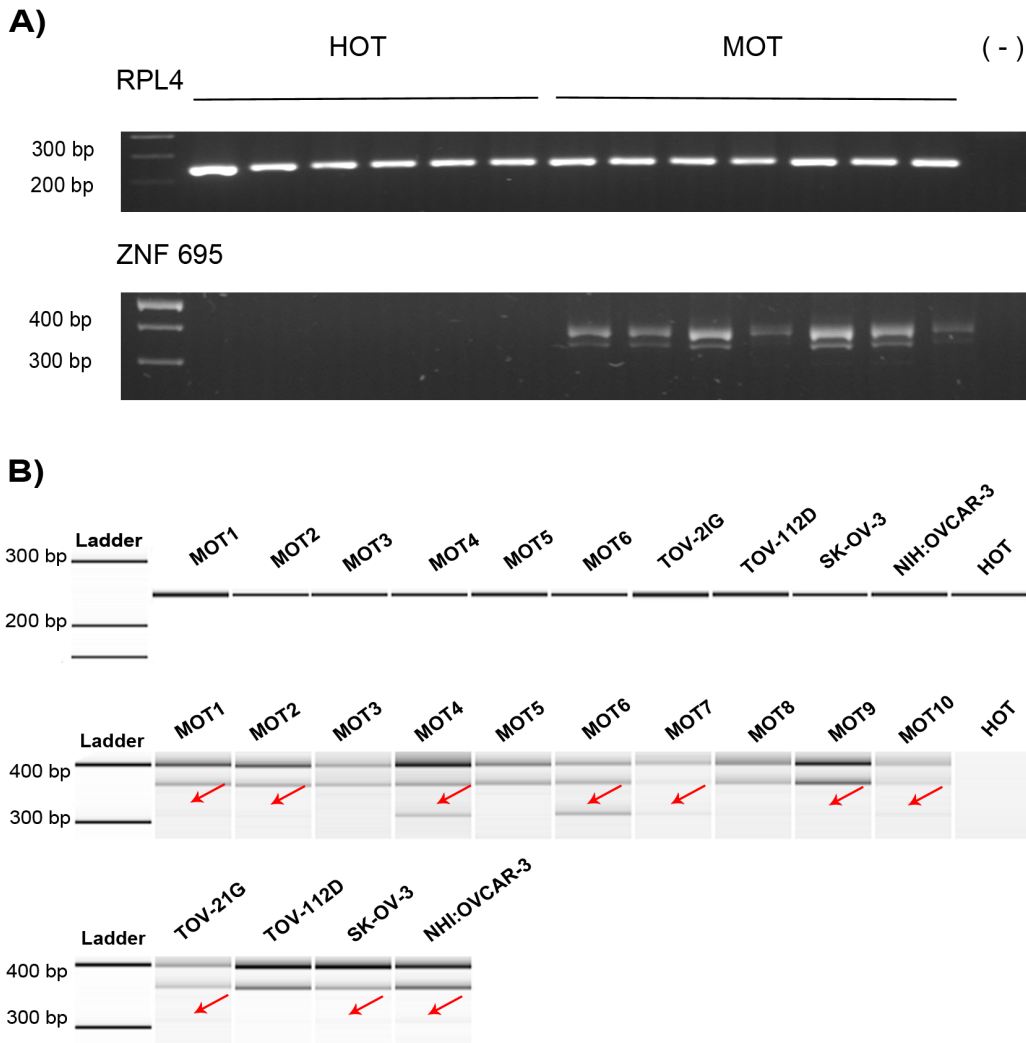 A)
HOT MOT ( - )
RPL4
300 bp
200 bp
ZNF 695
400 bp
300 bp
B)
Ladder MOT1 MOT2 MOT3 MOT4 MOT5 MOT6 TOV-2IG TOV-112D SK-OV-3 NIH:OVCAR-3 HOT
300 bp
200 bp
Ladder MOT1 MOT2 MOT3 MOT4 MOT5 MOT6 MOT7 MOT8 MOT9 MOT10 HOT
400 bp
300 bp
Ladder TOV-21G TOV-112D SK-OV-3 NHI:OVCAR-3
400 bp
300 bp